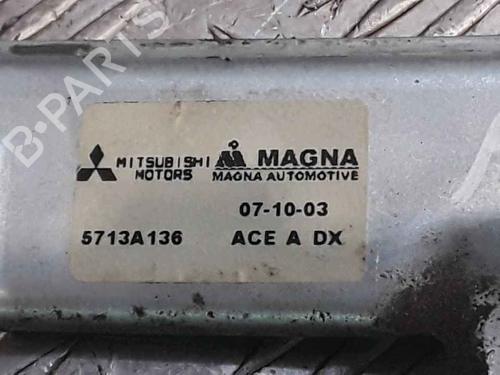 B-PARTS
MITSUBISHI
MOTORS
MAGNA
MAGNA AUTOMOTIVE
07-10-03
5713A136 ACE A DX